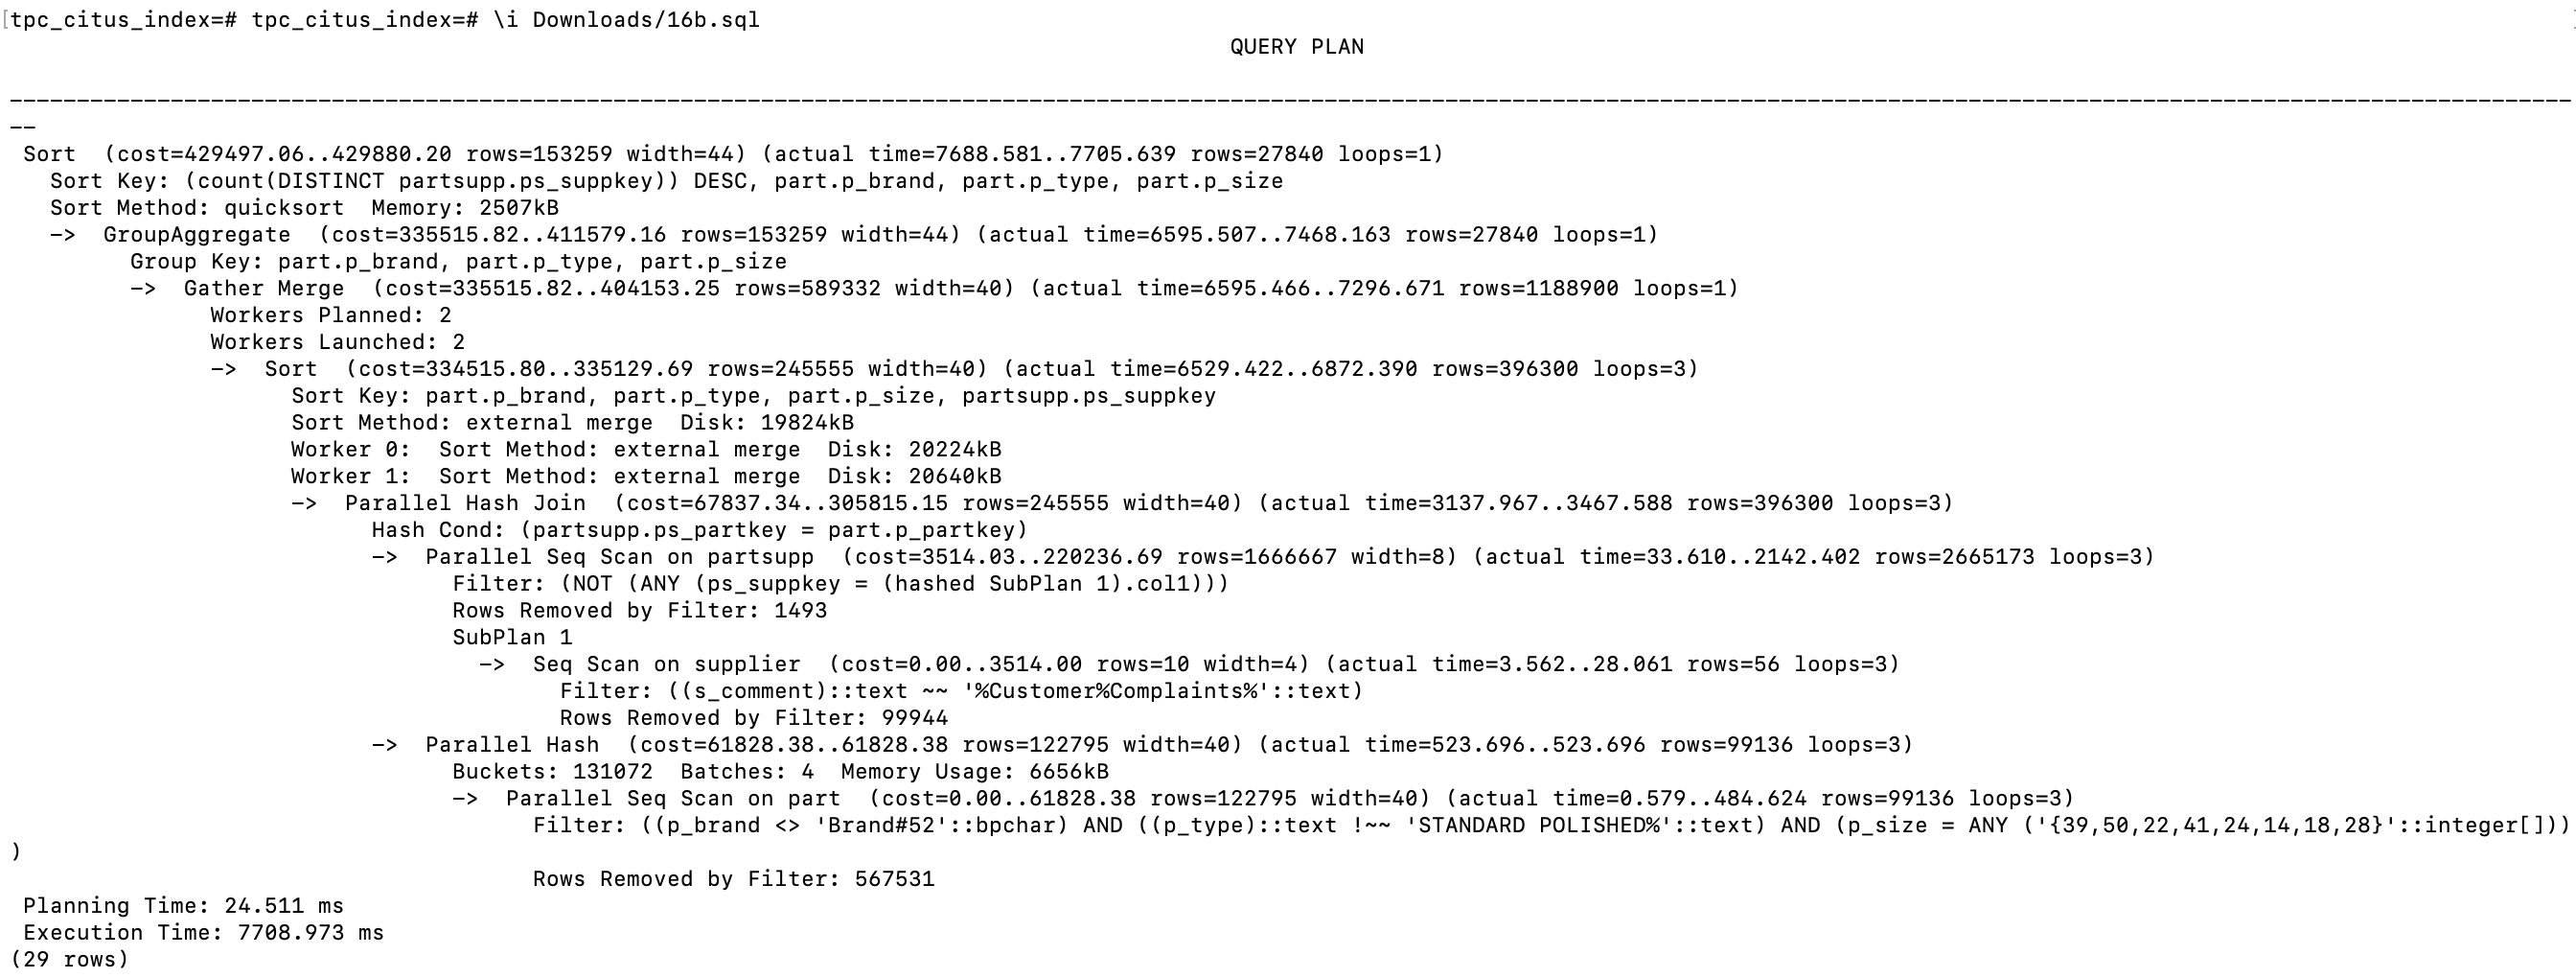 [tpc_citus_index=# tpc_citus_index=# \i Downloads/16b.sql
QUERY PLAN
---------------------------------------------------------------------------------------------------------------------------------------------------------------------------------------------
--
Sort  (cost=429497.06..429880.20 rows=153259 width=44) (actual time=7688.581..7705.639 rows=27840 loops=1)
Sort Key: (count(DISTINCT partsupp.ps_suppkey)) DESC, part.p_brand, part.p_type, part.p_size
Sort Method: quicksort  Memory: 2507kB
->  GroupAggregate  (cost=335515.82..411579.16 rows=153259 width=44) (actual time=6595.507..7468.163 rows=27840 loops=1)
Group Key: part.p_brand, part.p_type, part.p_size
->  Gather Merge  (cost=335515.82..404153.25 rows=589332 width=40) (actual time=6595.466..7296.671 rows=1188900 loops=1)
Workers Planned: 2
Workers Launched: 2
->  Sort  (cost=334515.80..335129.69 rows=245555 width=40) (actual time=6529.422..6872.390 rows=396300 loops=3)
Sort Key: part.p_brand, part.p_type, part.p_size, partsupp.ps_suppkey
Sort Method: external merge  Disk: 19824kB
Worker 0:  Sort Method: external merge  Disk: 20224kB
Worker 1:  Sort Method: external merge  Disk: 20640kB
->  Parallel Hash Join  (cost=67837.34..305815.15 rows=245555 width=40) (actual time=3137.967..3467.588 rows=396300 loops=3)
Hash Cond: (partsupp.ps_partkey = part.p_partkey)
->  Parallel Seq Scan on partsupp  (cost=3514.03..220236.69 rows=1666667 width=8) (actual time=33.610..2142.402 rows=2665173 loops=3)
Filter: (NOT (ANY (ps_suppkey = (hashed SubPlan 1).col1)))
Rows Removed by Filter: 1493
SubPlan 1
->  Seq Scan on supplier  (cost=0.00..3514.00 rows=10 width=4) (actual time=3.562..28.061 rows=56 loops=3)
Filter: ((s_comment)::text ~~ '%Customer%Complaints%'::text)
Rows Removed by Filter: 99944
->  Parallel Hash  (cost=61828.38..61828.38 rows=122795 width=40) (actual time=523.696..523.696 rows=99136 loops=3)
Buckets: 131072  Batches: 4  Memory Usage: 6656kB
->  Parallel Seq Scan on part  (cost=0.00..61828.38 rows=122795 width=40) (actual time=0.579..484.624 rows=99136 loops=3)
Filter: ((p_brand <> 'Brand#52'::bpchar) AND ((p_type)::text !~~ 'STANDARD POLISHED%'::text) AND (p_size = ANY ('{39,50,22,41,24,14,18,28}'::integer[]))
)
Rows Removed by Filter: 567531
Planning Time: 24.511 ms
Execution Time: 7708.973 ms
(29 rows)